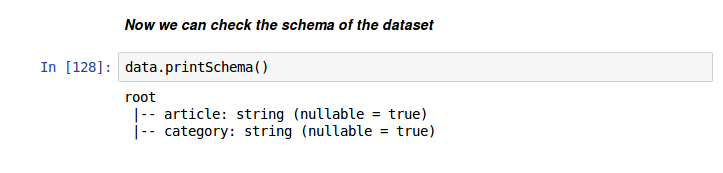 Now we can check the schema of the dataset
In [128]: data.printSchema()
root
 |-- article: string (nullable = true)
 |-- category: string (nullable = true)